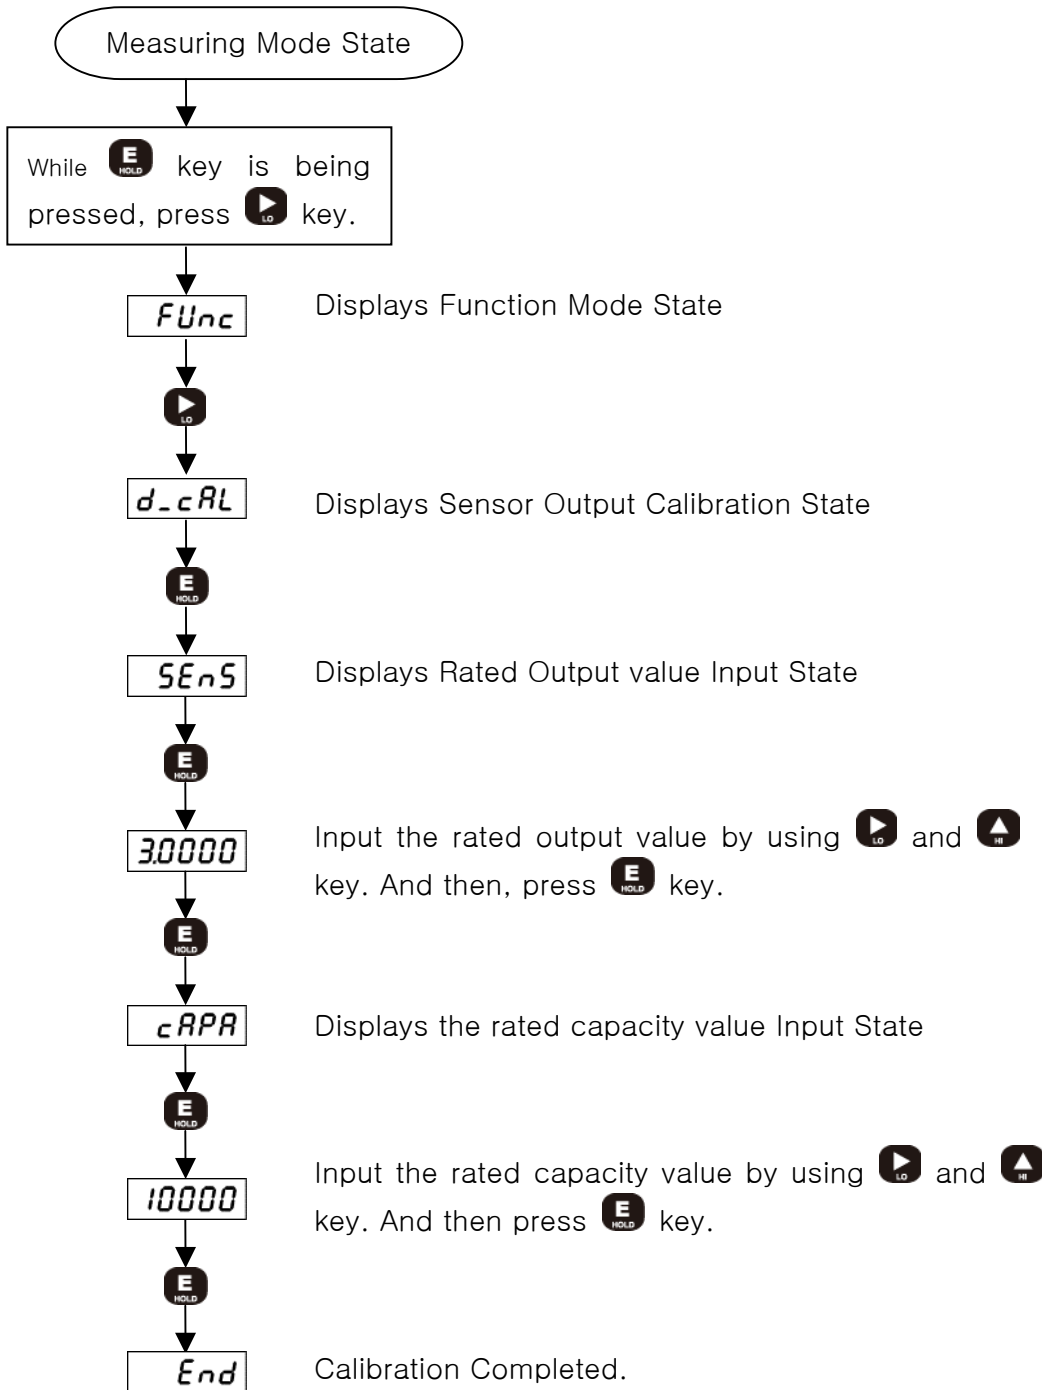 Measuring Mode State
While E HOLD key is being
pressed, press LO key.
FUnc Displays Function Mode State
LO
d_cAL Displays Sensor Output Calibration State
E HOLD
SEnS Displays Rated Output value Input State
E HOLD
3.0000 Input the rated output value by using LO and HI
key. And then, press E HOLD key.
E HOLD
cAPA Displays the rated capacity value Input State
E HOLD
10000 Input the rated capacity value by using LO and HI
key. And then press E HOLD key.
E HOLD
End Calibration Completed.